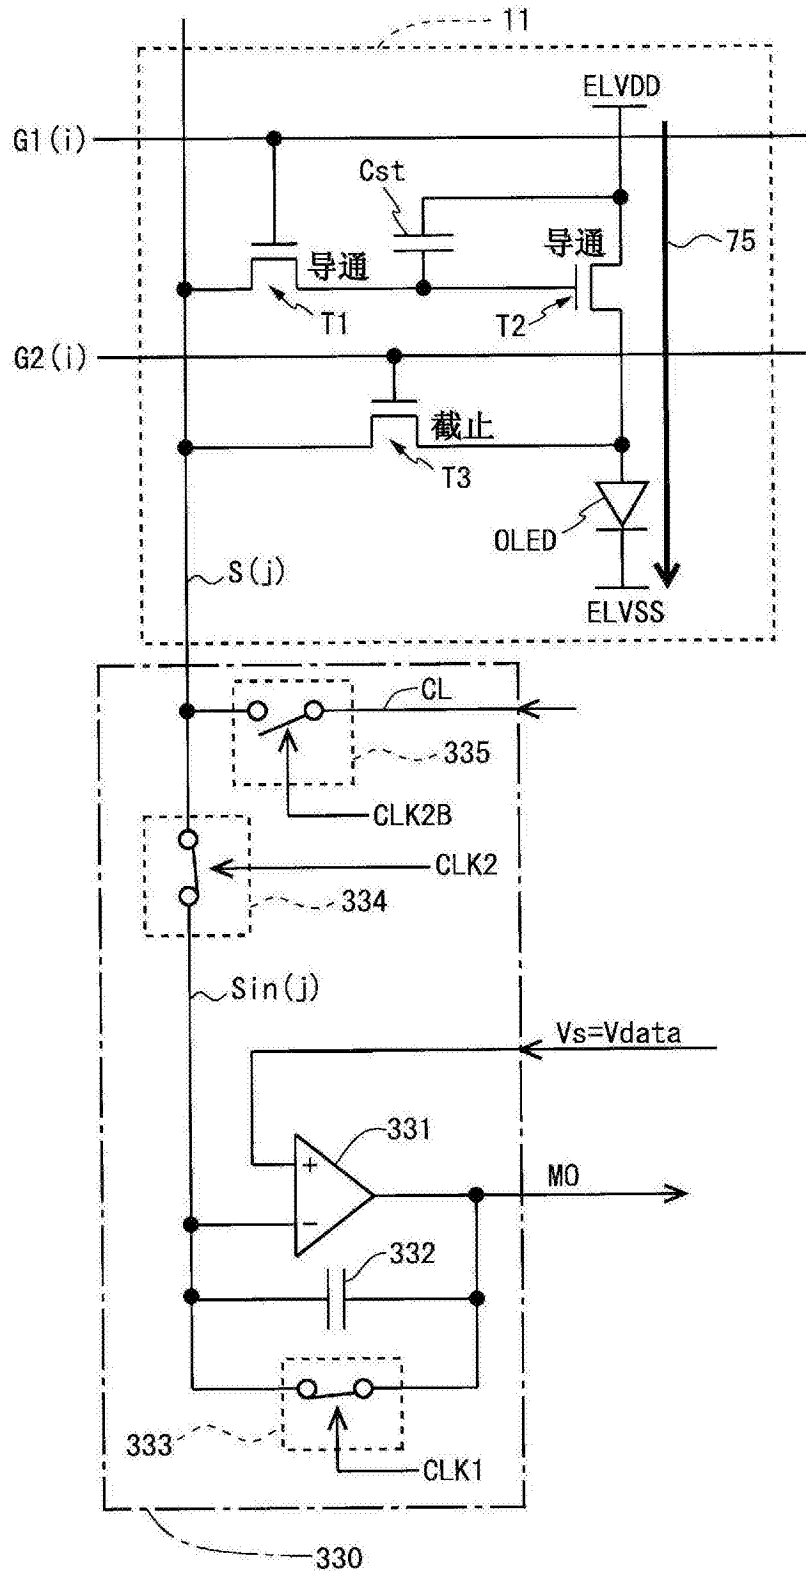 11
ELVDD
G1(i)
Cst
导通
导通
75
T1
T2
G2(i)
截止
T3
OLED
S(j)
ELVSS
CL
335
CLK2B
CLK2
334
Sin(j)
Vs=Vdata
331
+
MO
−
332
333
CLK1
330